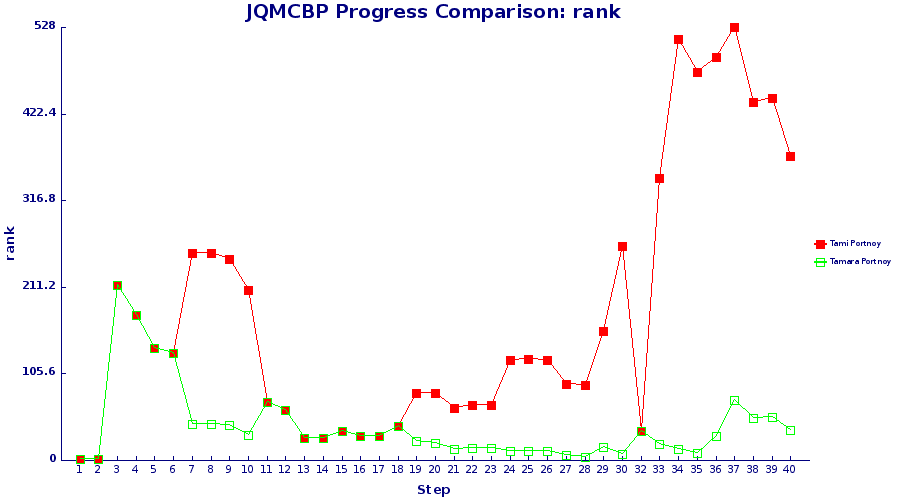 JQMCBP Progress Comparison: rank
528
422.4
316.8
211.2
105.6
0
rank
1 2 3 4 5 6 7 8 9 10 11 12 13 14 15 16 17 18 19 20 21 22 23 24 25 26 27 28 29 30 32 33 34 35 36 37 38 39 40
Step
Tami Portnoy
Tamara Portnoy